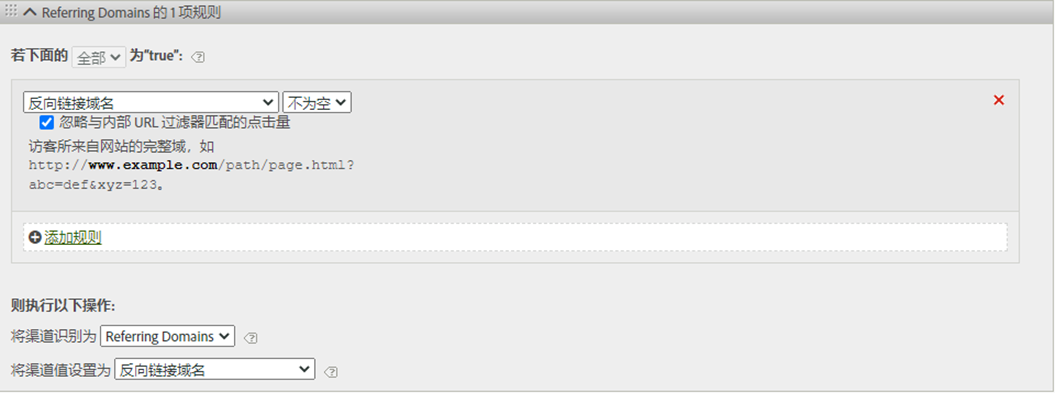 Referring Domains 的 1 项规则
若下面的 全部 为“true”:
反向链接域名 不为空
忽略与内部 URL 过滤器匹配的点击量
访客所来自网站的完整域，如
http://www.example.com/path/page.html?
abc=def&xyz=123。
添加规则
则执行以下操作:
将渠道识别为 Referring Domains
将渠道值设置为 反向链接域名